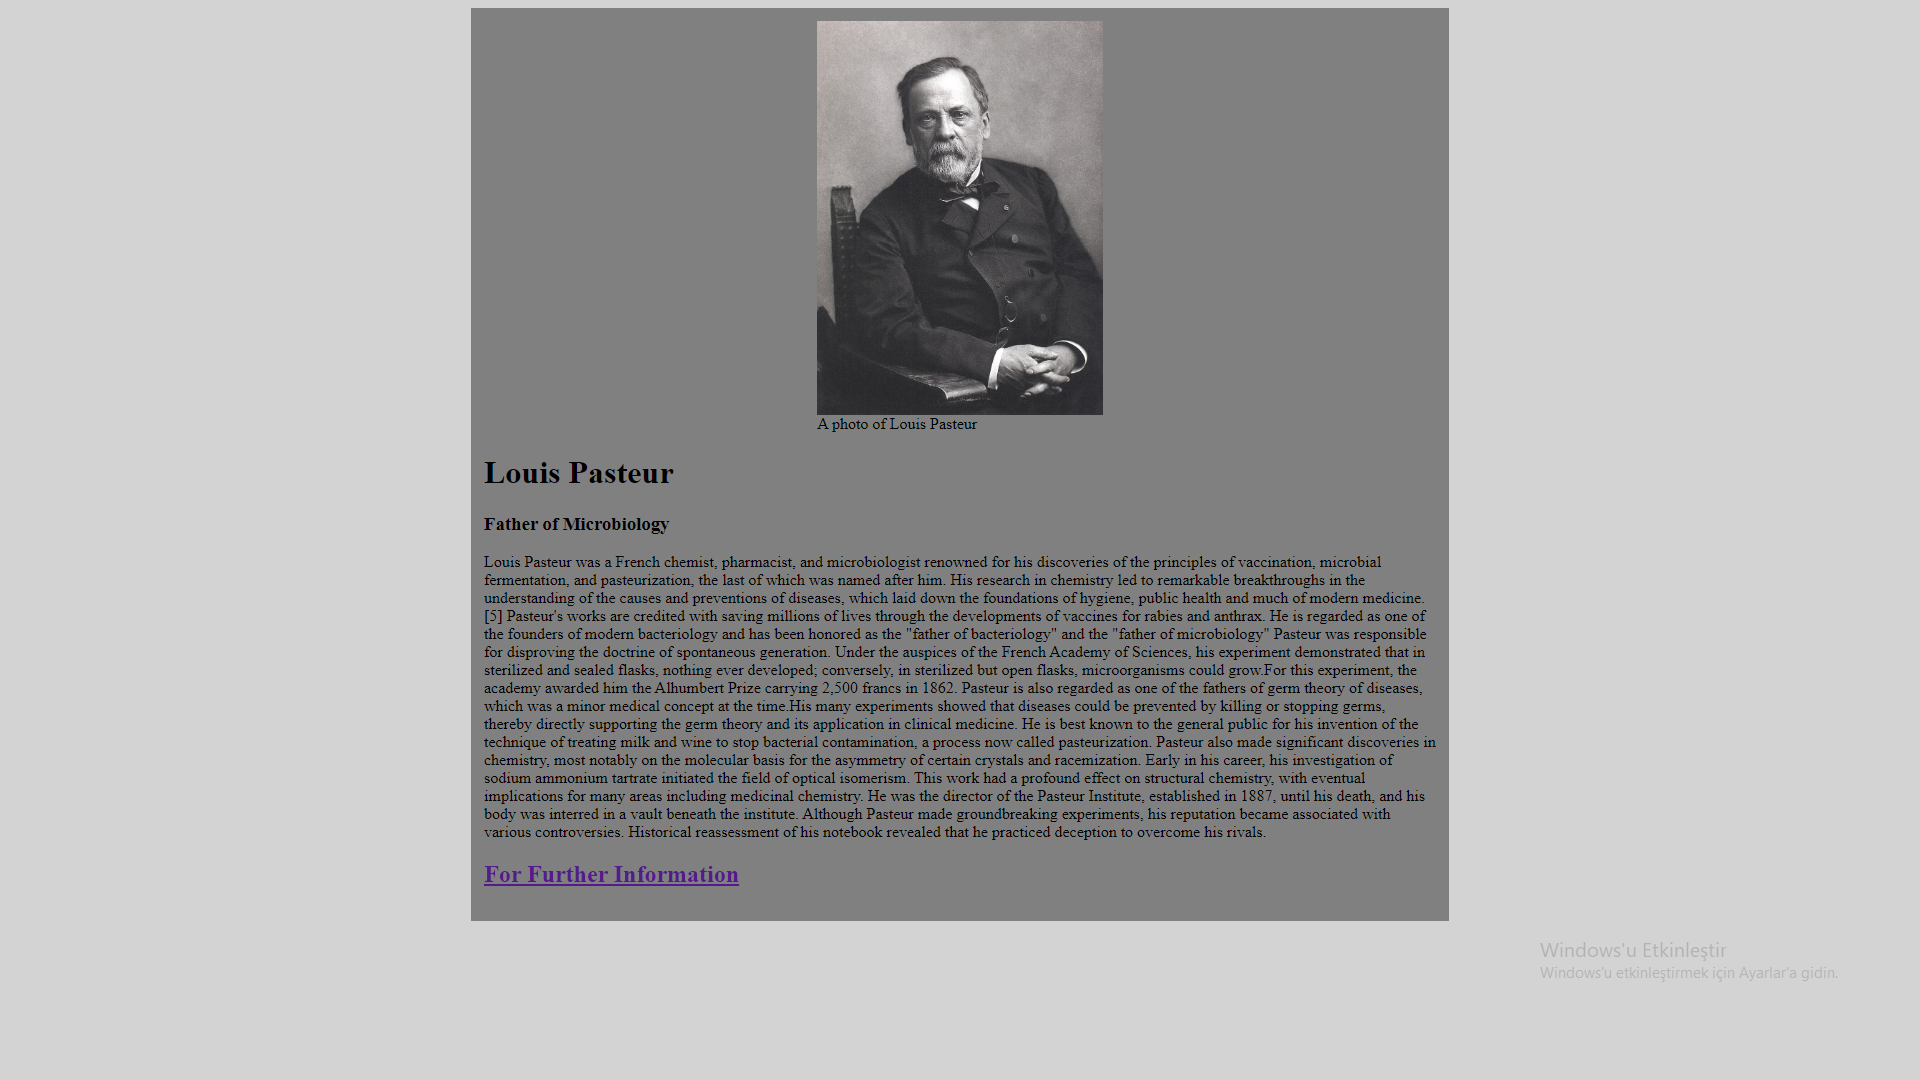 A photo of Louis Pasteur
Louis Pasteur
Father of Microbiology
Louis Pasteur was a French chemist, pharmacist, and microbiologist renowned for his discoveries of the principles of vaccination, microbial
fermentation, and pasteurization, the last of which was named after him. His research in chemistry led to remarkable breakthroughs in the
understanding of the causes and preventions of diseases, which laid down the foundations of hygiene, public health and much of modern medicine.
[5] Pasteur's works are credited with saving millions of lives through the developments of vaccines for rabies and anthrax. He is regarded as one of
the founders of modern bacteriology and has been honored as the "father of bacteriology" and the "father of microbiology" Pasteur was responsible
for disproving the doctrine of spontaneous generation. Under the auspices of the French Academy of Sciences, his experiment demonstrated that in
sterilized and sealed flasks, nothing ever developed; conversely, in sterilized but open flasks, microorganisms could grow.For this experiment, the
academy awarded him the Alhumbert Prize carrying 2,500 francs in 1862. Pasteur is also regarded as one of the fathers of germ theory of diseases,
which was a minor medical concept at the time.His many experiments showed that diseases could be prevented by killing or stopping germs,
thereby directly supporting the germ theory and its application in clinical medicine. He is best known to the general public for his invention of the
technique of treating milk and wine to stop bacterial contamination, a process now called pasteurization. Pasteur also made significant discoveries in
chemistry, most notably on the molecular basis for the asymmetry of certain crystals and racemization. Early in his career, his investigation of
sodium ammonium tartrate initiated the field of optical isomerism. This work had a profound effect on structural chemistry, with eventual
implications for many areas including medicinal chemistry. He was the director of the Pasteur Institute, established in 1887, until his death, and his
body was interred in a vault beneath the institute. Although Pasteur made groundbreaking experiments, his reputation became associated with
various controversies. Historical reassessment of his notebook revealed that he practiced deception to overcome his rivals.
For Further Information
Windows'u Etkinleştir
Windows'u etkinleştirmek için Ayarlar'a gidin.